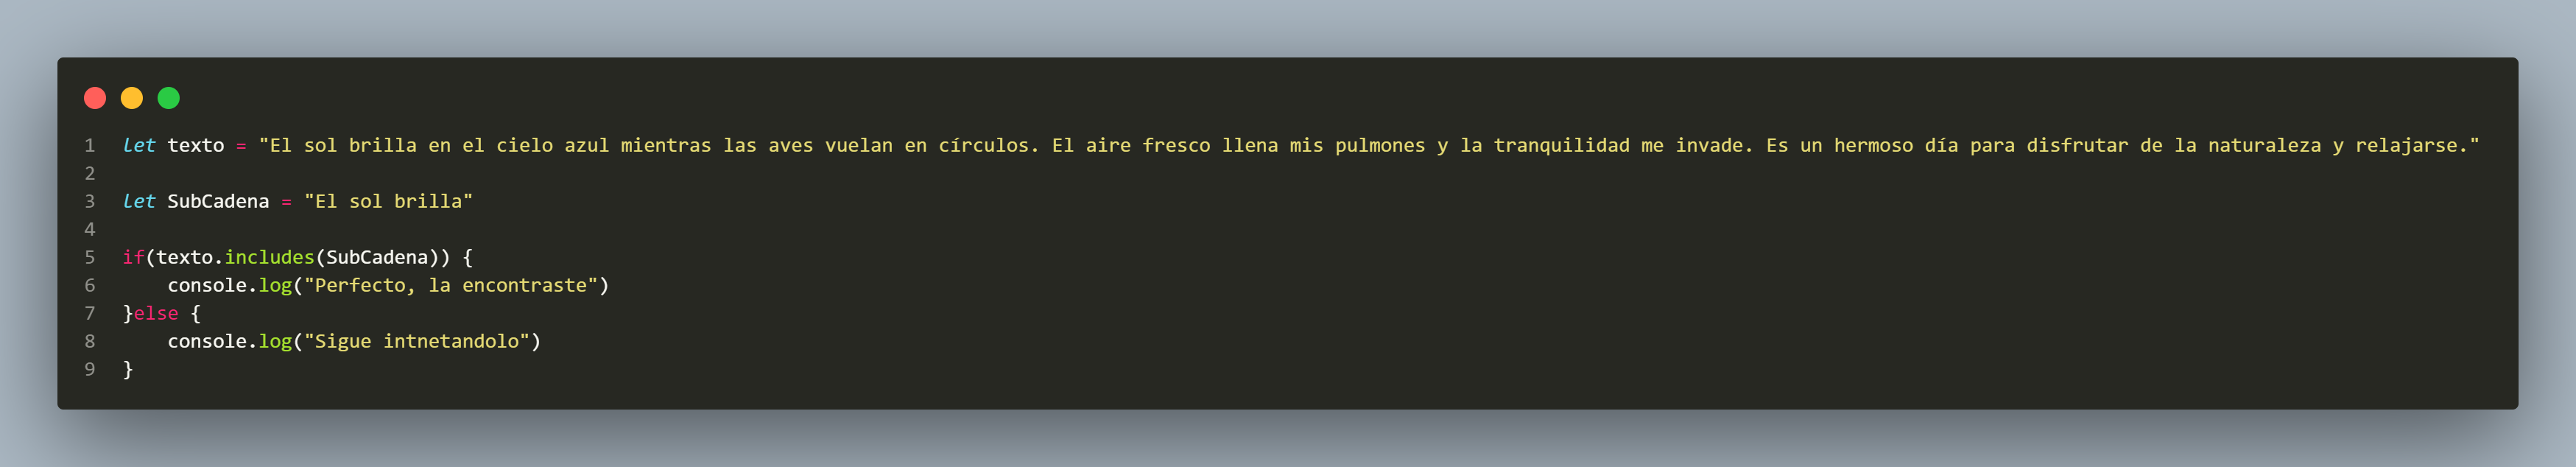 1 let texto = "El sol brilla en el cielo azul mientras las aves vuelan en círculos. El aire fresco llena mis pulmones y la tranquilidad me invade. Es un hermoso día para disfrutar de la naturaleza y relajarse."
2
3 let SubCadena = "El sol brilla"
4
5 if(texto.includes(SubCadena)) {
6     console.log("Perfecto, la encontraste")
7 }else {
8     console.log("Sigue intnetandolo")
9 }